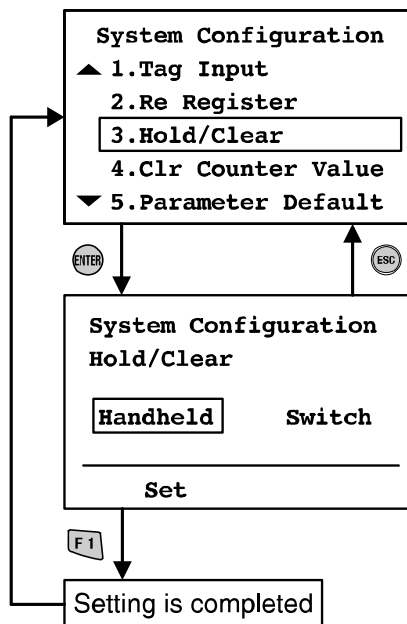 System Configuration
▲ 1.Tag Input
2.Re Register
3.Hold/Clear
4.Clr Counter Value
▼ 5.Parameter Default
ENTER
ESC
System Configuration
Hold/Clear
Handheld Switch
Set
F1
Setting is completed